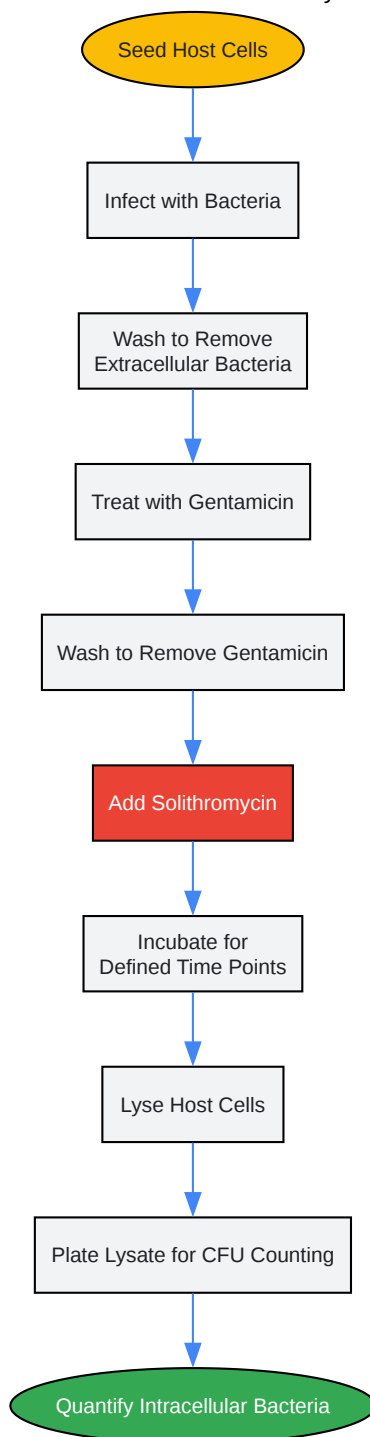 Seed Host Cells
Infect with Bacteria
Wash to Remove
Extracellular Bacteria
Treat with Gentamicin
Wash to Remove Gentamicin
Add Solithromycin
Incubate for
Defined Time Points
Lyse Host Cells
Plate Lysate for CFU Counting
Quantify Intracellular Bacteria